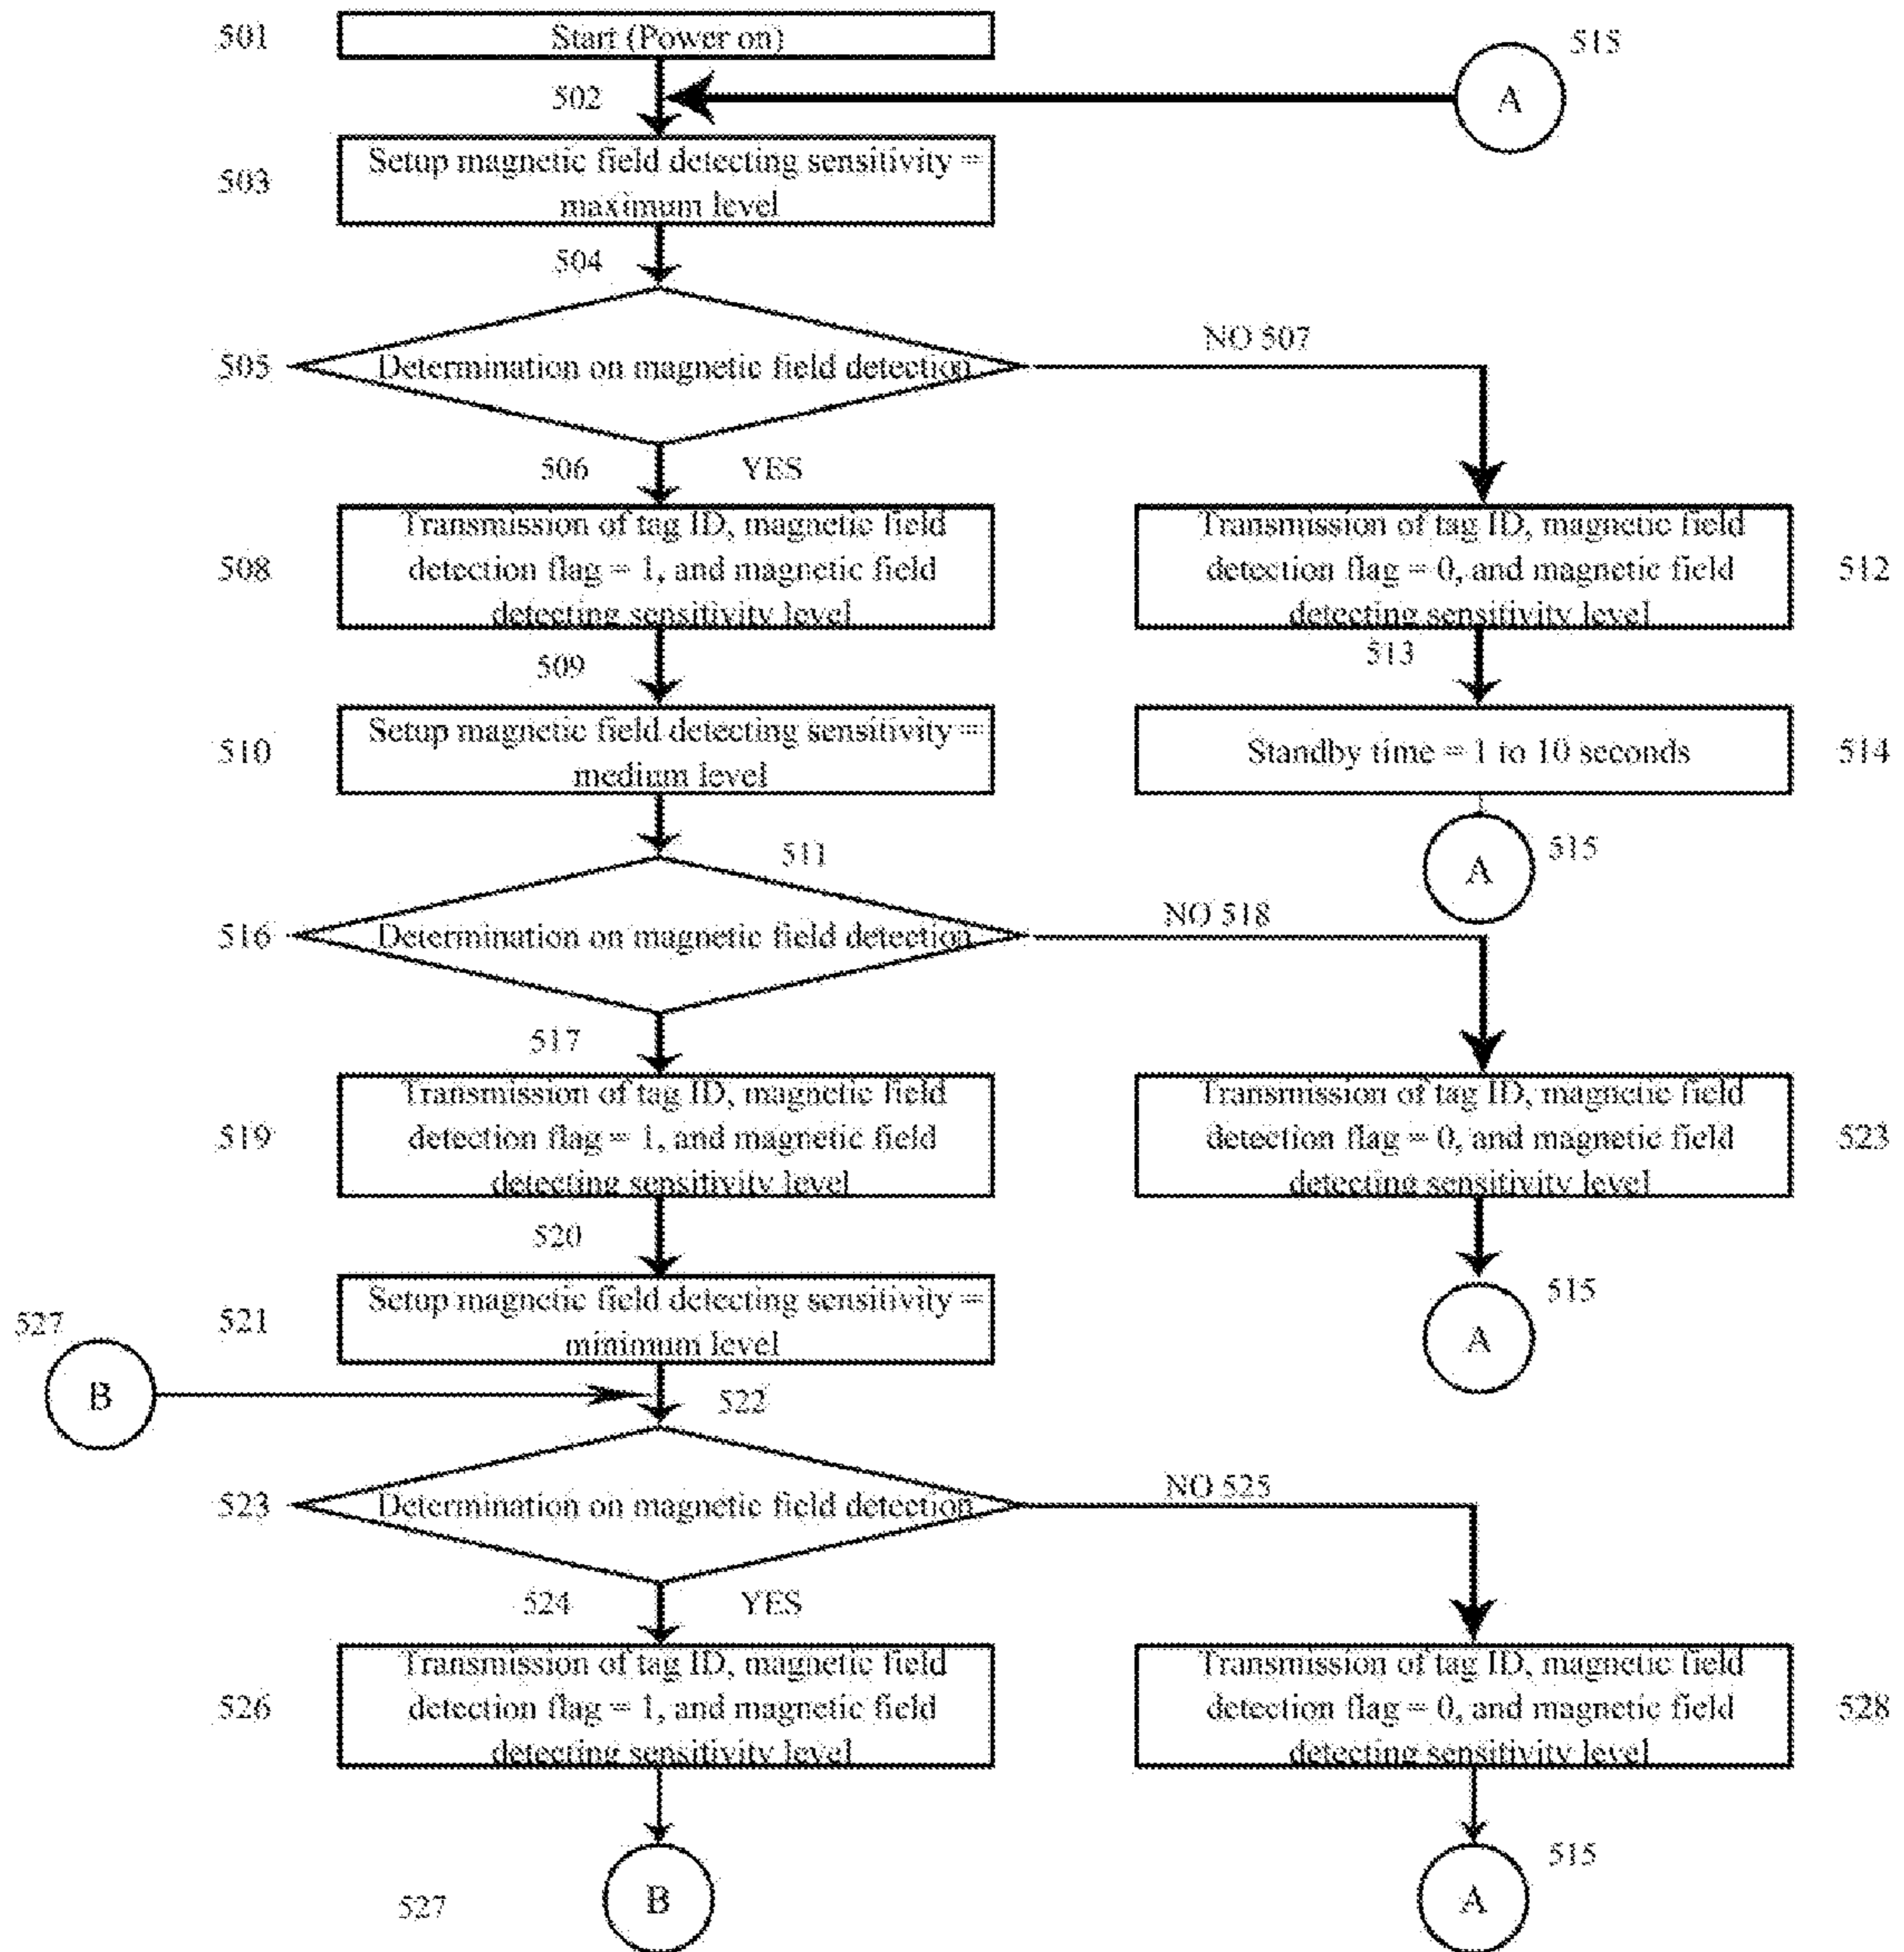 501
Start (Power on)
515
502
A
503
Setup magnetic field detecting sensitivity =
maximum level
504
505
Determination on magnetic field detection
NO 507
506
YES
508
Transmission of tag ID, magnetic field
detection flag = 1, and magnetic field
detecting sensitivity level
Transmission of tag ID, magnetic field
detection flag = 0, and magnetic field
detecting sensitivity level
512
509
513
510
Setup magnetic field detecting sensitivity =
medium level
Standby time = 1 to 10 seconds
514
511
A
515
516
Determination on magnetic field detection
NO 518
517
519
Transmission of tag ID, magnetic field
detection flag = 1, and magnetic field
detecting sensitivity level
Transmission of tag ID, magnetic field
detection flag = 0, and magnetic field
detecting sensitivity level
523
520
521
Setup magnetic field detecting sensitivity =
minimum level
515
A
527
B
522
523
Determination on magnetic field detection
NO 525
524
YES
526
Transmission of tag ID, magnetic field
detection flag = 1, and magnetic field
detecting sensitivity level
Transmission of tag ID, magnetic field
detection flag = 0, and magnetic field
detecting sensitivity level
528
527
B
515
A